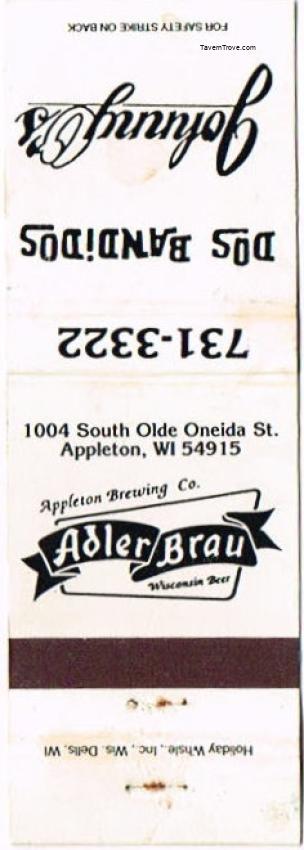 FOR SAFETY STRIKE ON BACK
TavernTrove.com
Johnny O's
DOS BANDiDOS
731-3322
1004 South Olde Oneida St.
Appleton, WI 54915
Appleton Brewing Co.
Adler Brau
Wisconsin Beer
Holiday Whsle., Inc., Wis. Dells, WI